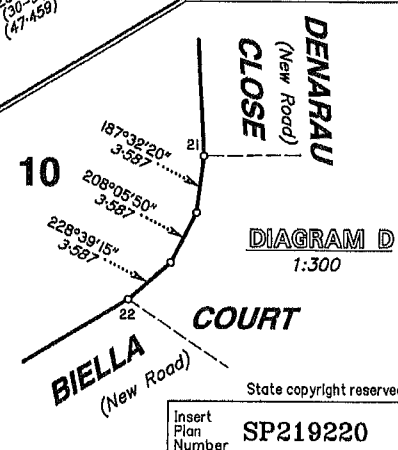 (47·459)
DENARAU
(New Road)
CLOSE
187°32'20"
3·587
21
10
208°05'50"
3·587
228°39'15"
3·587
DIAGRAM D
1:300
22
COURT
BIELLA
(New Road)
State copyright reserved
Insert
Plan
Number
SP219220